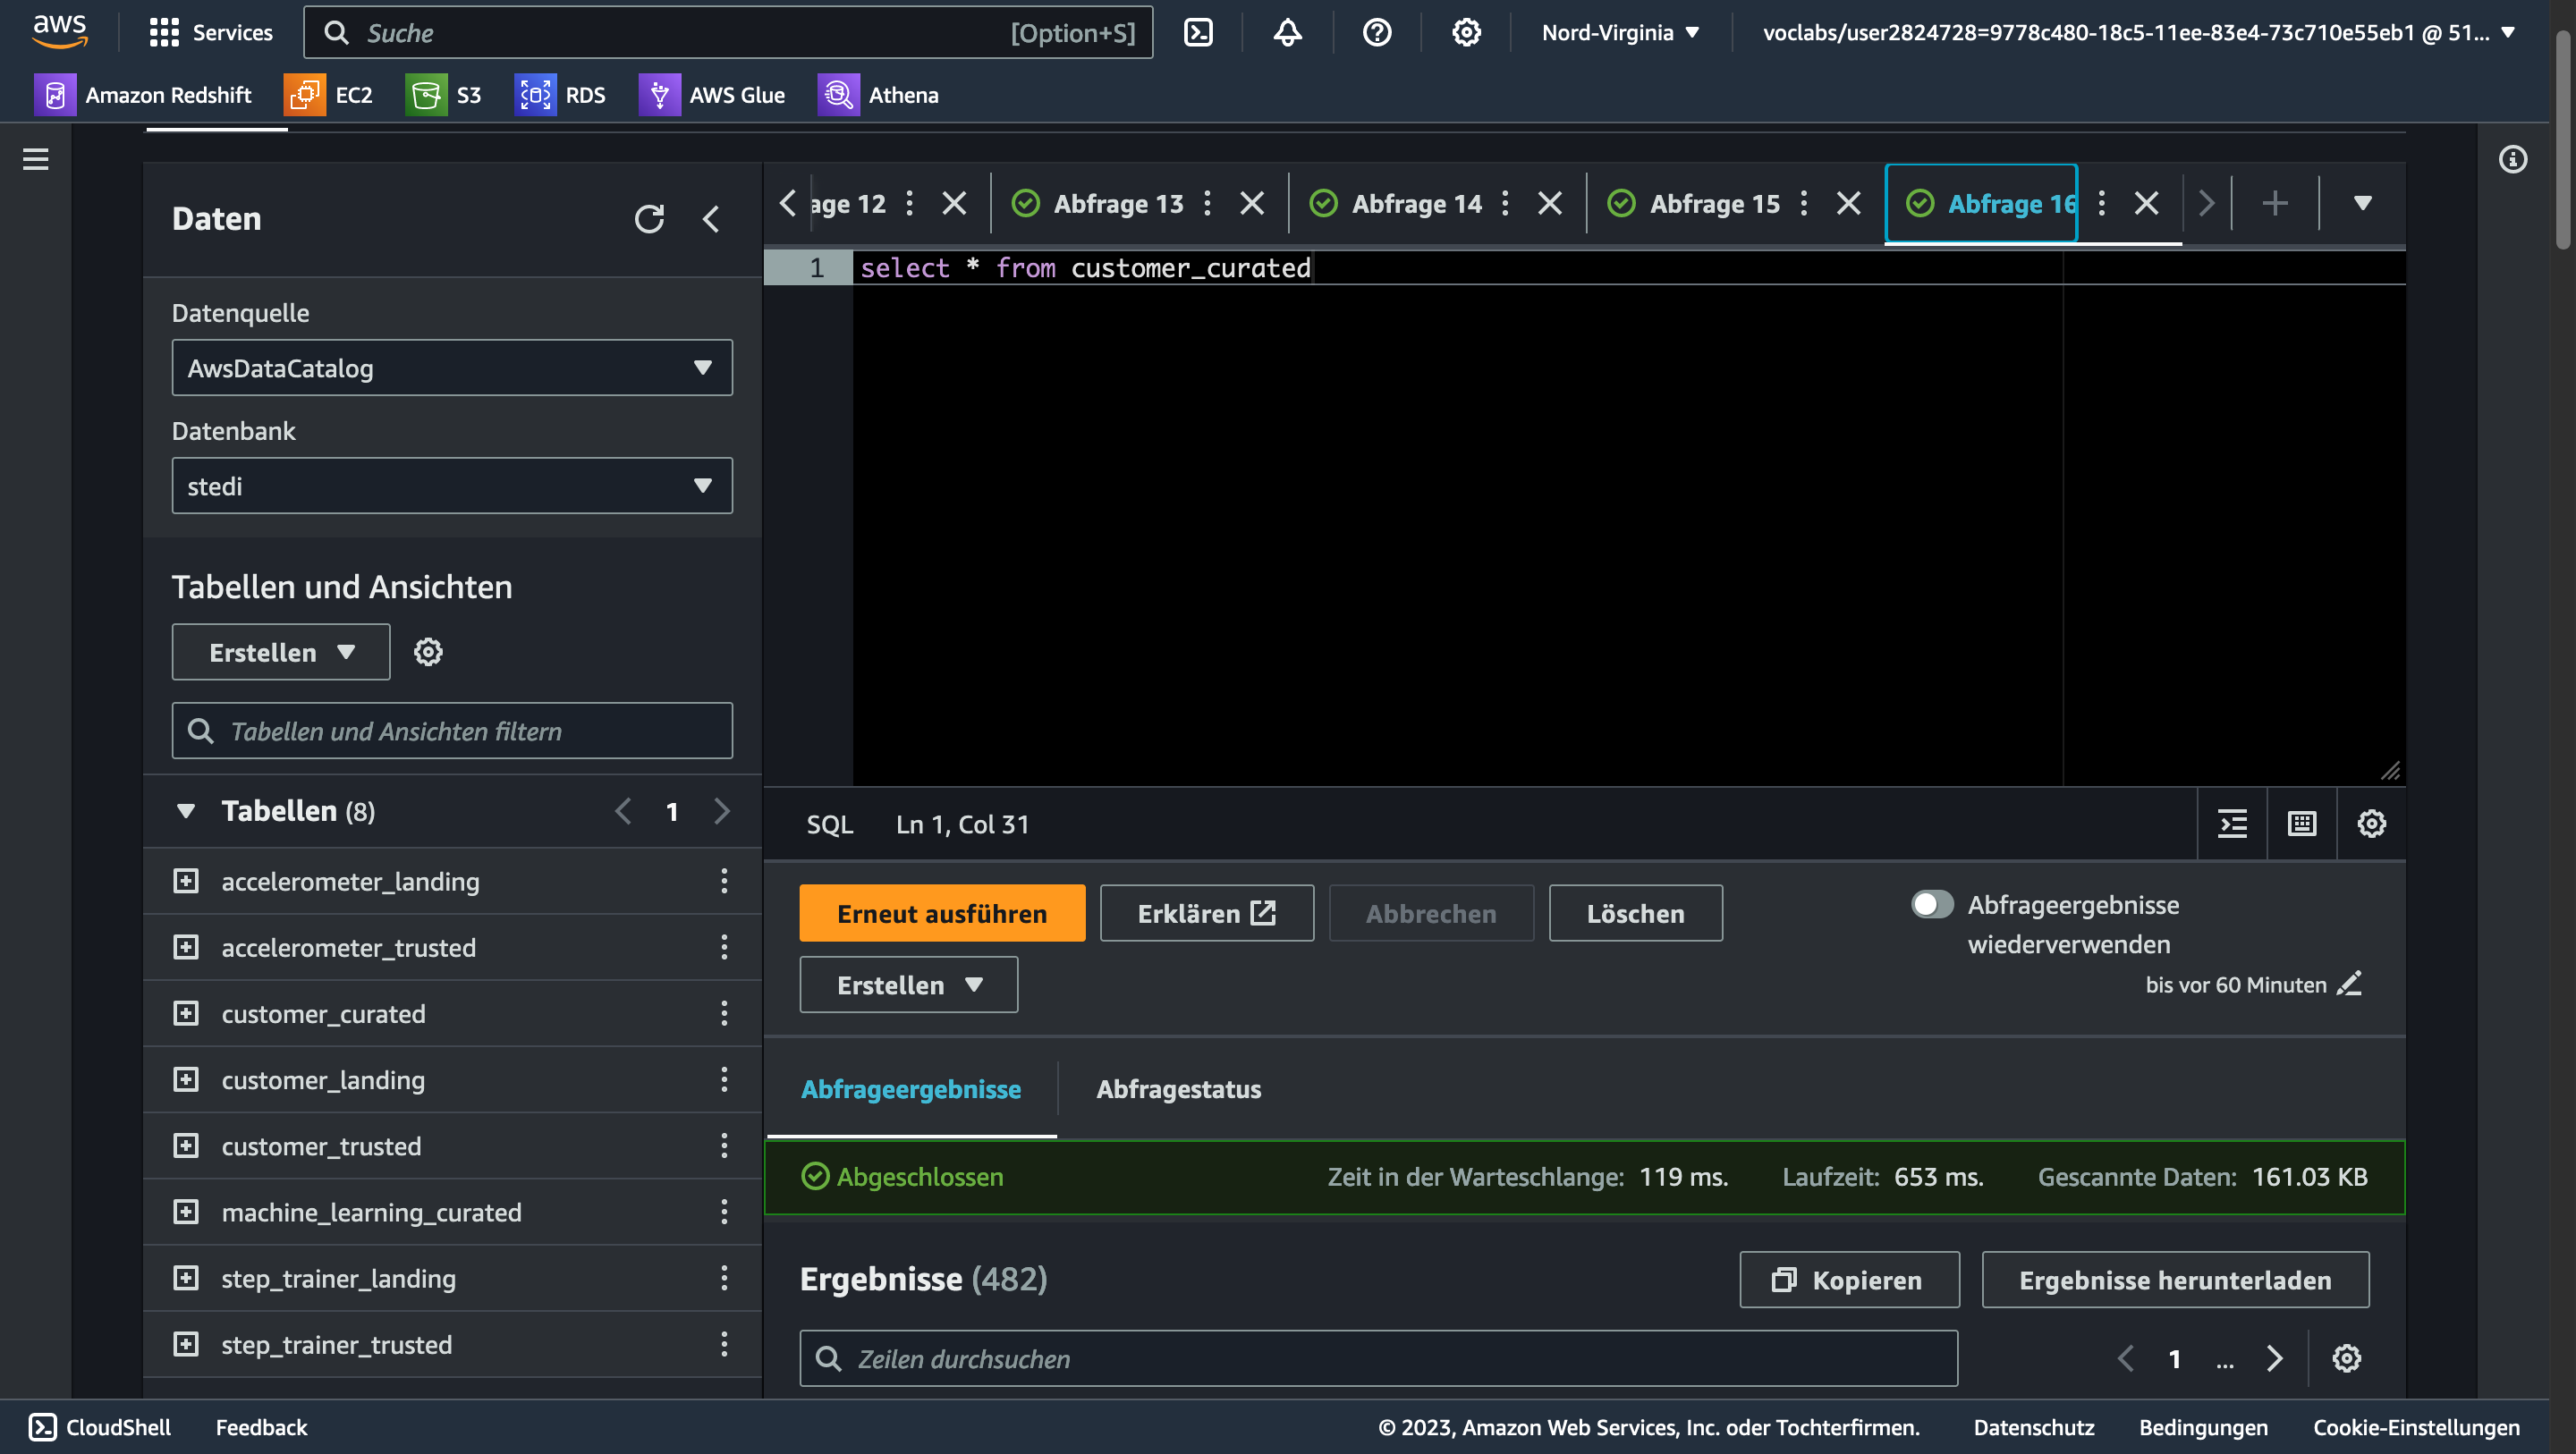 aws
Services
Suche
[Option+S]
Nord-Virginia
voclabs/user2824728=9778c480-18c5-11ee-83e4-73c710e55eb1 @ 51...
Amazon Redshift
EC2
S3
RDS
AWS Glue
Athena
Daten
age 12
Abfrage 13
Abfrage 14
Abfrage 15
Abfrage 16
1 select * from customer_curated
Datenquelle
AwsDataCatalog
Datenbank
stedi
Tabellen und Ansichten
Erstellen
Tabellen und Ansichten filtern
Tabellen (8)
1
accelerometer_landing
accelerometer_trusted
customer_curated
customer_landing
customer_trusted
machine_learning_curated
step_trainer_landing
step_trainer_trusted
SQL
Ln 1, Col 31
Erneut ausführen
Erklären
Abbrechen
Löschen
Erstellen
Abfrageergebnisse
wiederverwenden
bis vor 60 Minuten
Abfrageergebnisse
Abfragestatus
Abgeschlossen
Zeit in der Warteschlange: 119 ms.
Laufzeit: 653 ms.
Gescannte Daten: 161.03 KB
Ergebnisse (482)
Kopieren
Ergebnisse herunterladen
Zeilen durchsuchen
1
...
CloudShell
Feedback
© 2023, Amazon Web Services, Inc. oder Tochterfirmen.
Datenschutz
Bedingungen
Cookie-Einstellungen